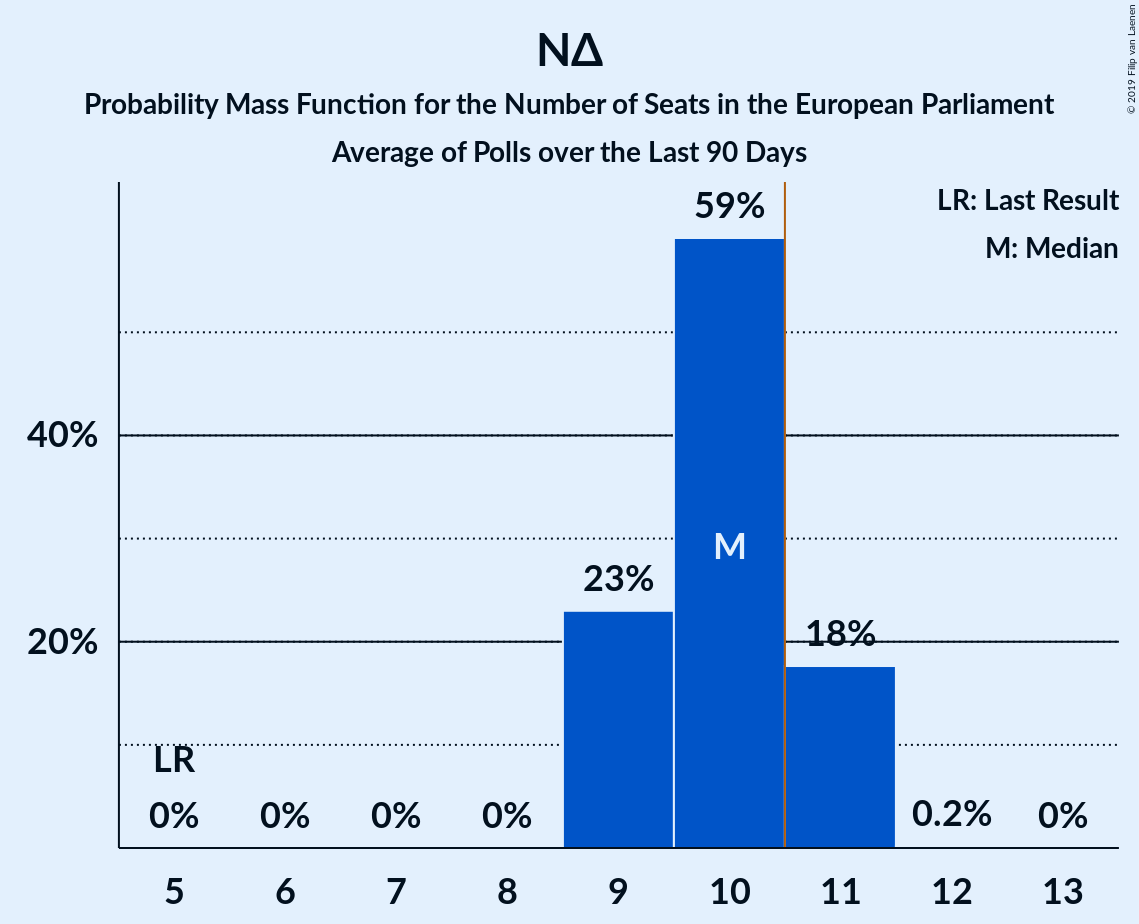 © 2019 Filip van Laenen
ΝΔ
Probability Mass Function for the Number of Seats in the European Parliament
Average of Polls over the Last 90 Days
LR: Last Result
M: Median
59%
40%
M
23%
20%
18%
LR
0%
0%
0%
0%
0.2%
0%
5 6 7 8 9 10 11 12 13